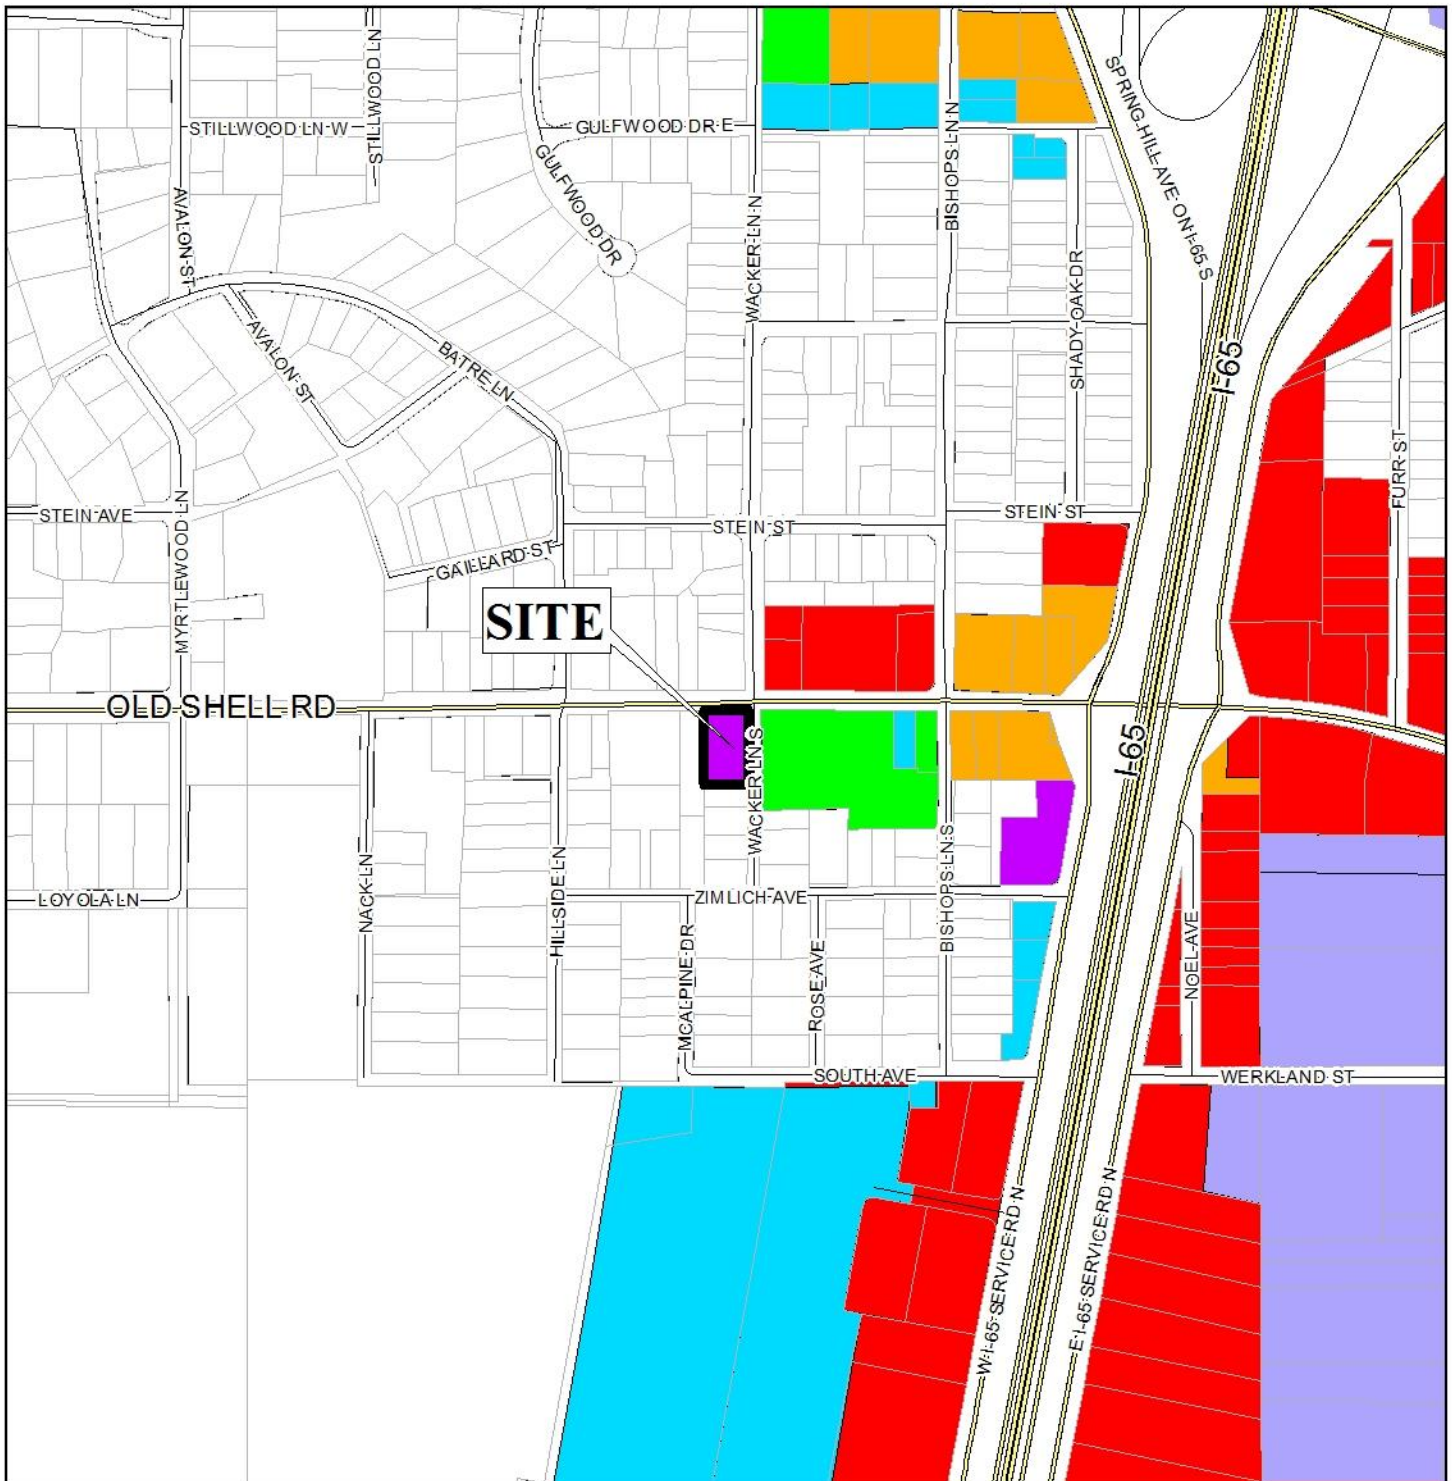 STILLWOOD LN
SPRING HILL AVE ON I-65 S
STILLWOOD LN W
GULFWOOD DR E
BISHOPS LN N
GULFWOOD DR
AVALON ST
WACKER LN N
SHADY OAK DR
AVALON ST
BATRE LN
I-65
FURR ST
STEIN AVE
MYRTLEWOOD LN
STEIN ST
STEIN ST
GAILLARD ST
SITE
OLD SHELL RD
I-65
WACKER LN S
NACK LN
HILLSIDE LN
BISHOPS LN S
LOYOLA LN
ZIMLICH AVE
MCALPINE DR
ROSE AVE
NOEL AVE
SOUTH AVE
WERKLAND ST
W I-65 SERVICE RD N
E I-65 SERVICE RD N